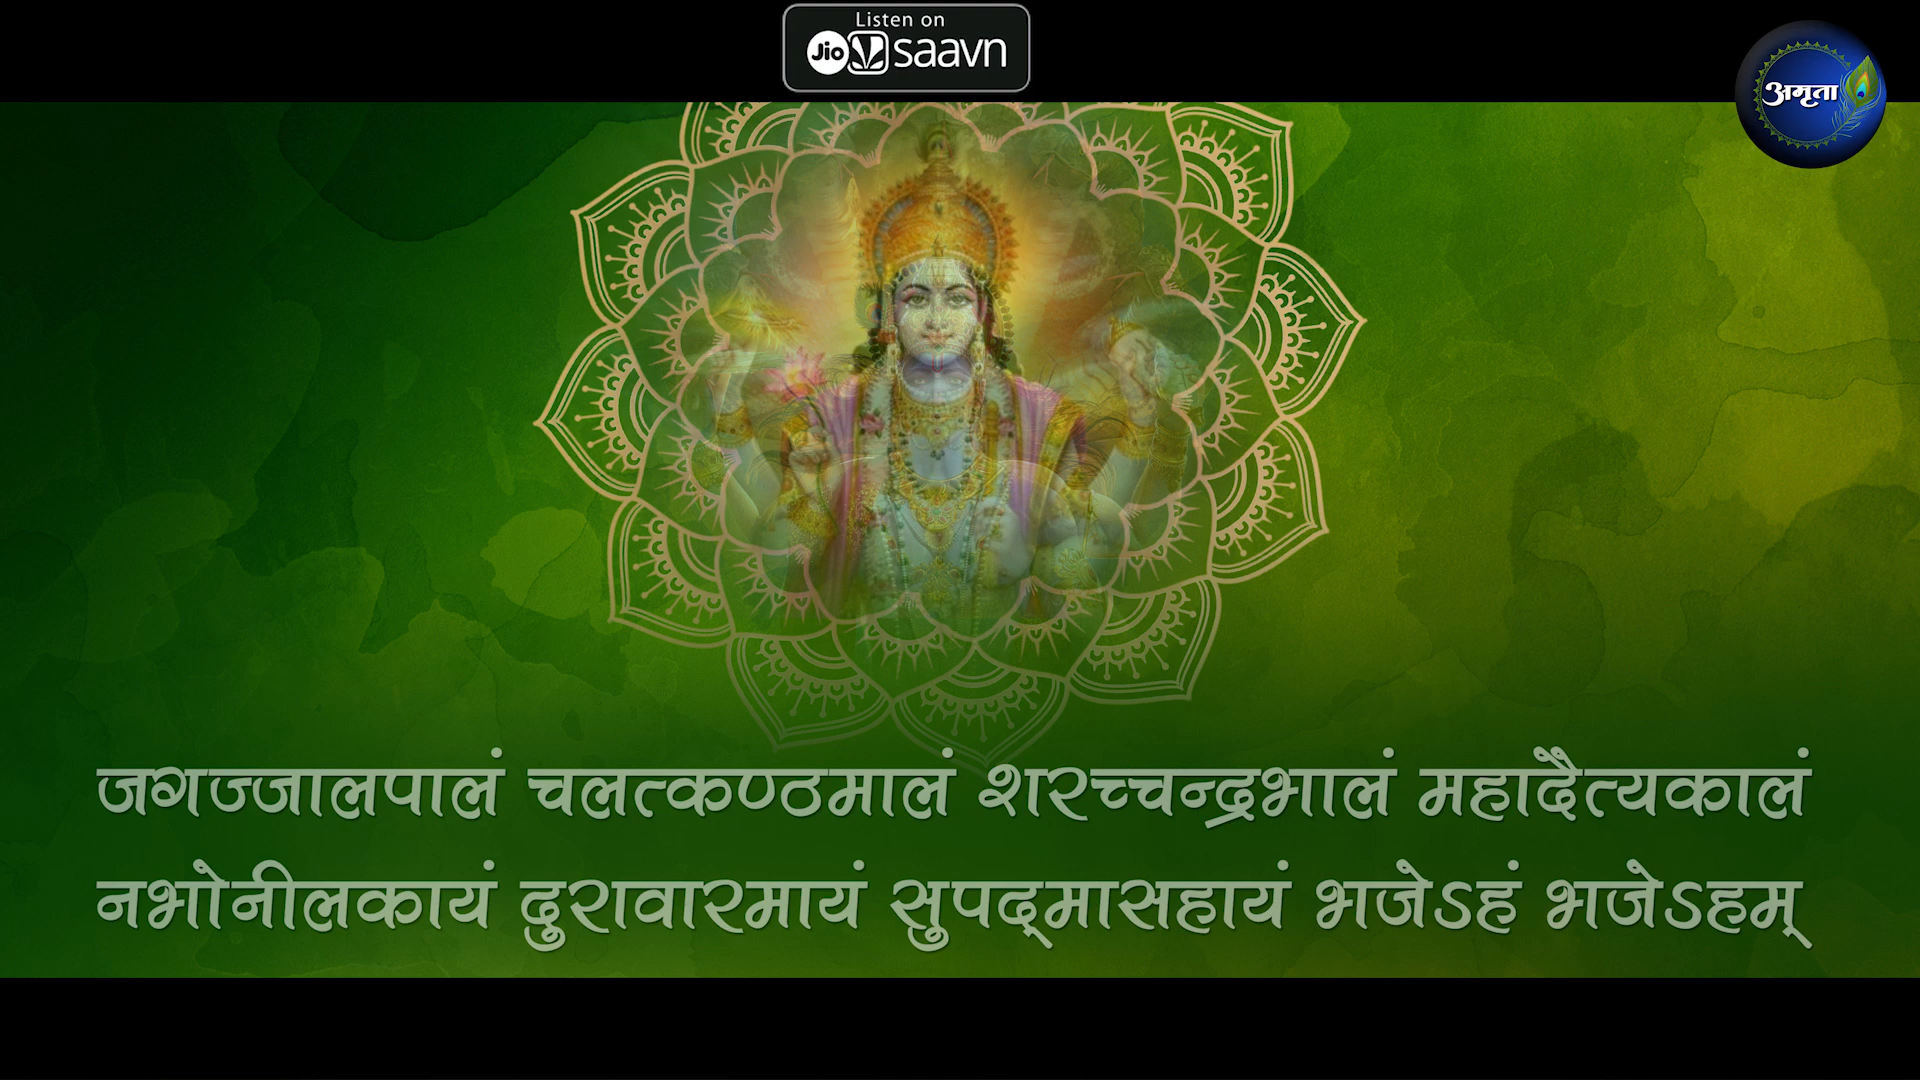 Listen on
Jio saavn
अमृता
जगज्जालपालं चलत्कण्ठमालं शरच्चन्द्रभालं महादैत्यकालं
नभोनीलकायं दुरावारमायं सुपद्‌मासहायं भजेऽहं भजेऽहम्